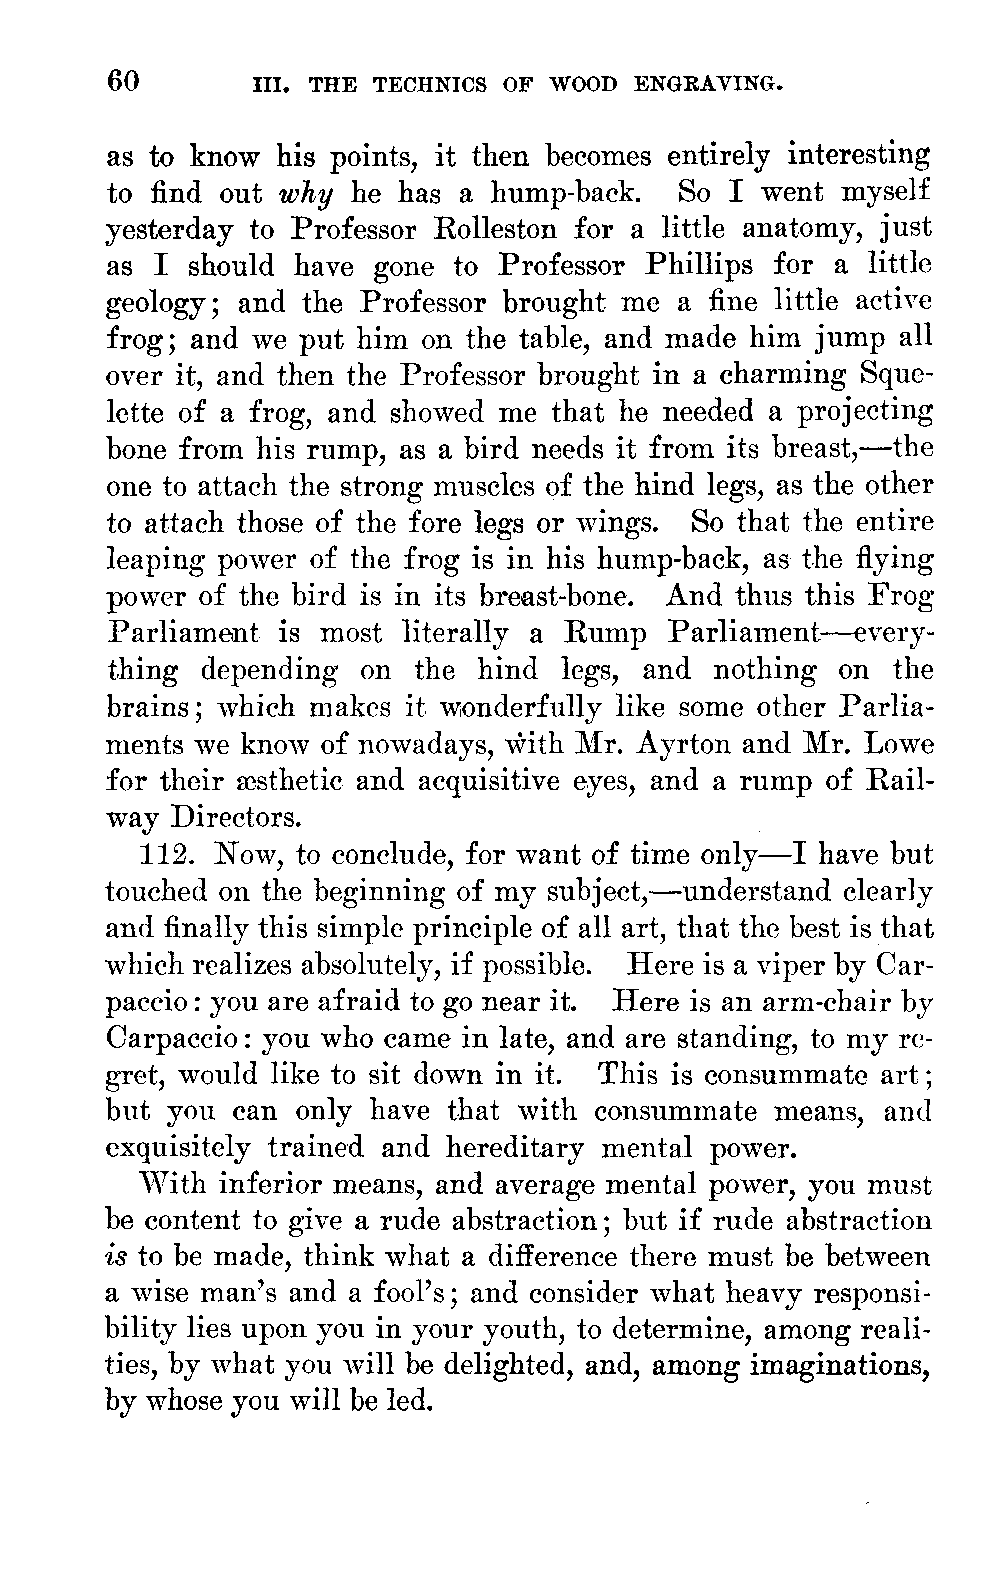 60 III. THE TECHNICS OF WOOD ENGRAVING.
as to know his points, it then becomes entirely interesting
to find out why he has a hump-back. So I went myself
yesterday to Professor Rolleston for a little anatomy, just
as I should have gone to Professor Phillips for a little
geology; and the Professor brought me a fine little active
frog; and we put him on the table, and made him jump all
over it, and then the Professor brought in a charming Sque-
lette of a frog, and showed me that he needed a projecting
bone from his rump, as a bird needs it from its breast,—the
one to attach the strong muscles of the hind legs, as the other
to attach those of the fore legs or wings. So that the entire
leaping power of the frog is in his hump-back, as the flying
power of the bird is in its breast-bone. And thus this Frog
Parliament is most literally a Rump Parliament—every-
thing depending on the hind legs, and nothing on the
brains; which makes it wonderfully like some other Parlia-
ments we know of nowadays, with Mr. Ayrton and Mr. Lowe
for their æsthetic and acquisitive eyes, and a rump of Rail-
way Directors.
112. Now, to conclude, for want of time only—I have but
touched on the beginning of my subject,—understand clearly
and finally this simple principle of all art, that the best is that
which realizes absolutely, if possible. Here is a viper by Car-
paccio: you are afraid to go near it. Here is an arm-chair by
Carpaccio: you who came in late, and are standing, to my re-
gret, would like to sit down in it. This is consummate art;
but you can only have that with consummate means, and
exquisitely trained and hereditary mental power.
With inferior means, and average mental power, you must
be content to give a rude abstraction; but if rude abstraction
is to be made, think what a difference there must be between
a wise man's and a fool's; and consider what heavy responsi-
bility lies upon you in your youth, to determine, among reali-
ties, by what you will be delighted, and, among imaginations,
by whose you will be led.